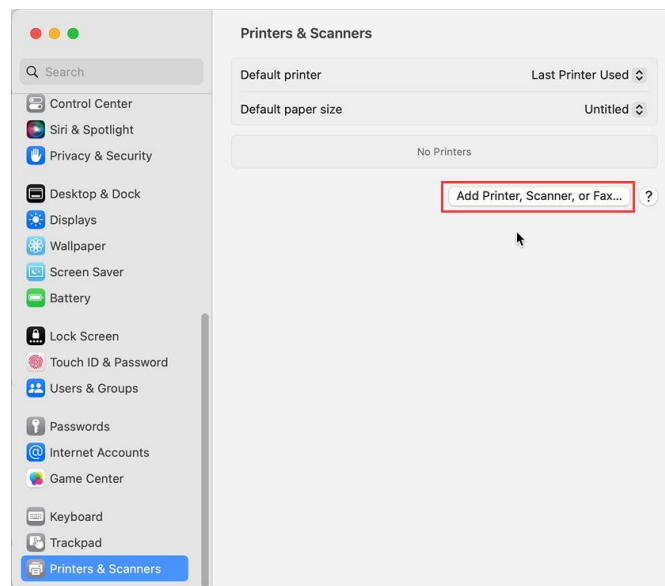 Printers & Scanners
Search
Control Center
Siri & Spotlight
Privacy & Security
Desktop & Dock
Displays
Wallpaper
Screen Saver
Battery
Lock Screen
Touch ID & Password
Users & Groups
Passwords
Internet Accounts
Game Center
Keyboard
Trackpad
Printers & Scanners
Default printer Last Printer Used
Default paper size Untitled
No Printers
Add Printer, Scanner, or Fax... ?